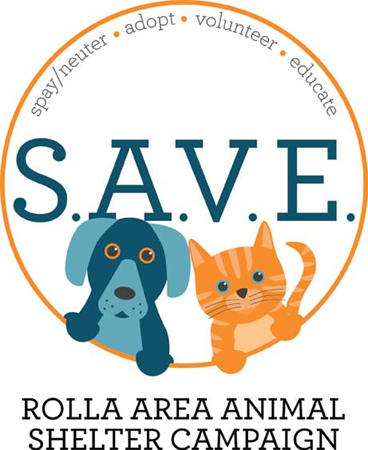 spay/neuter • adopt • volunteer • educate
S.A.V.E.
ROLLA AREA ANIMAL
SHELTER CAMPAIGN